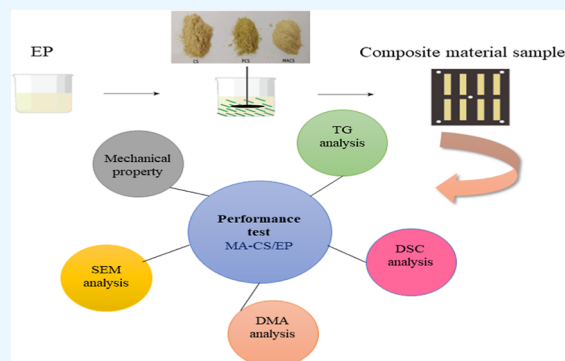 EP
CS PCS MACS
Composite material sample
TG
analysis
Mechanical
property
Performance
test
MA-CS/EP
DSC
analysis
SEM
analysis
DMA
analysis